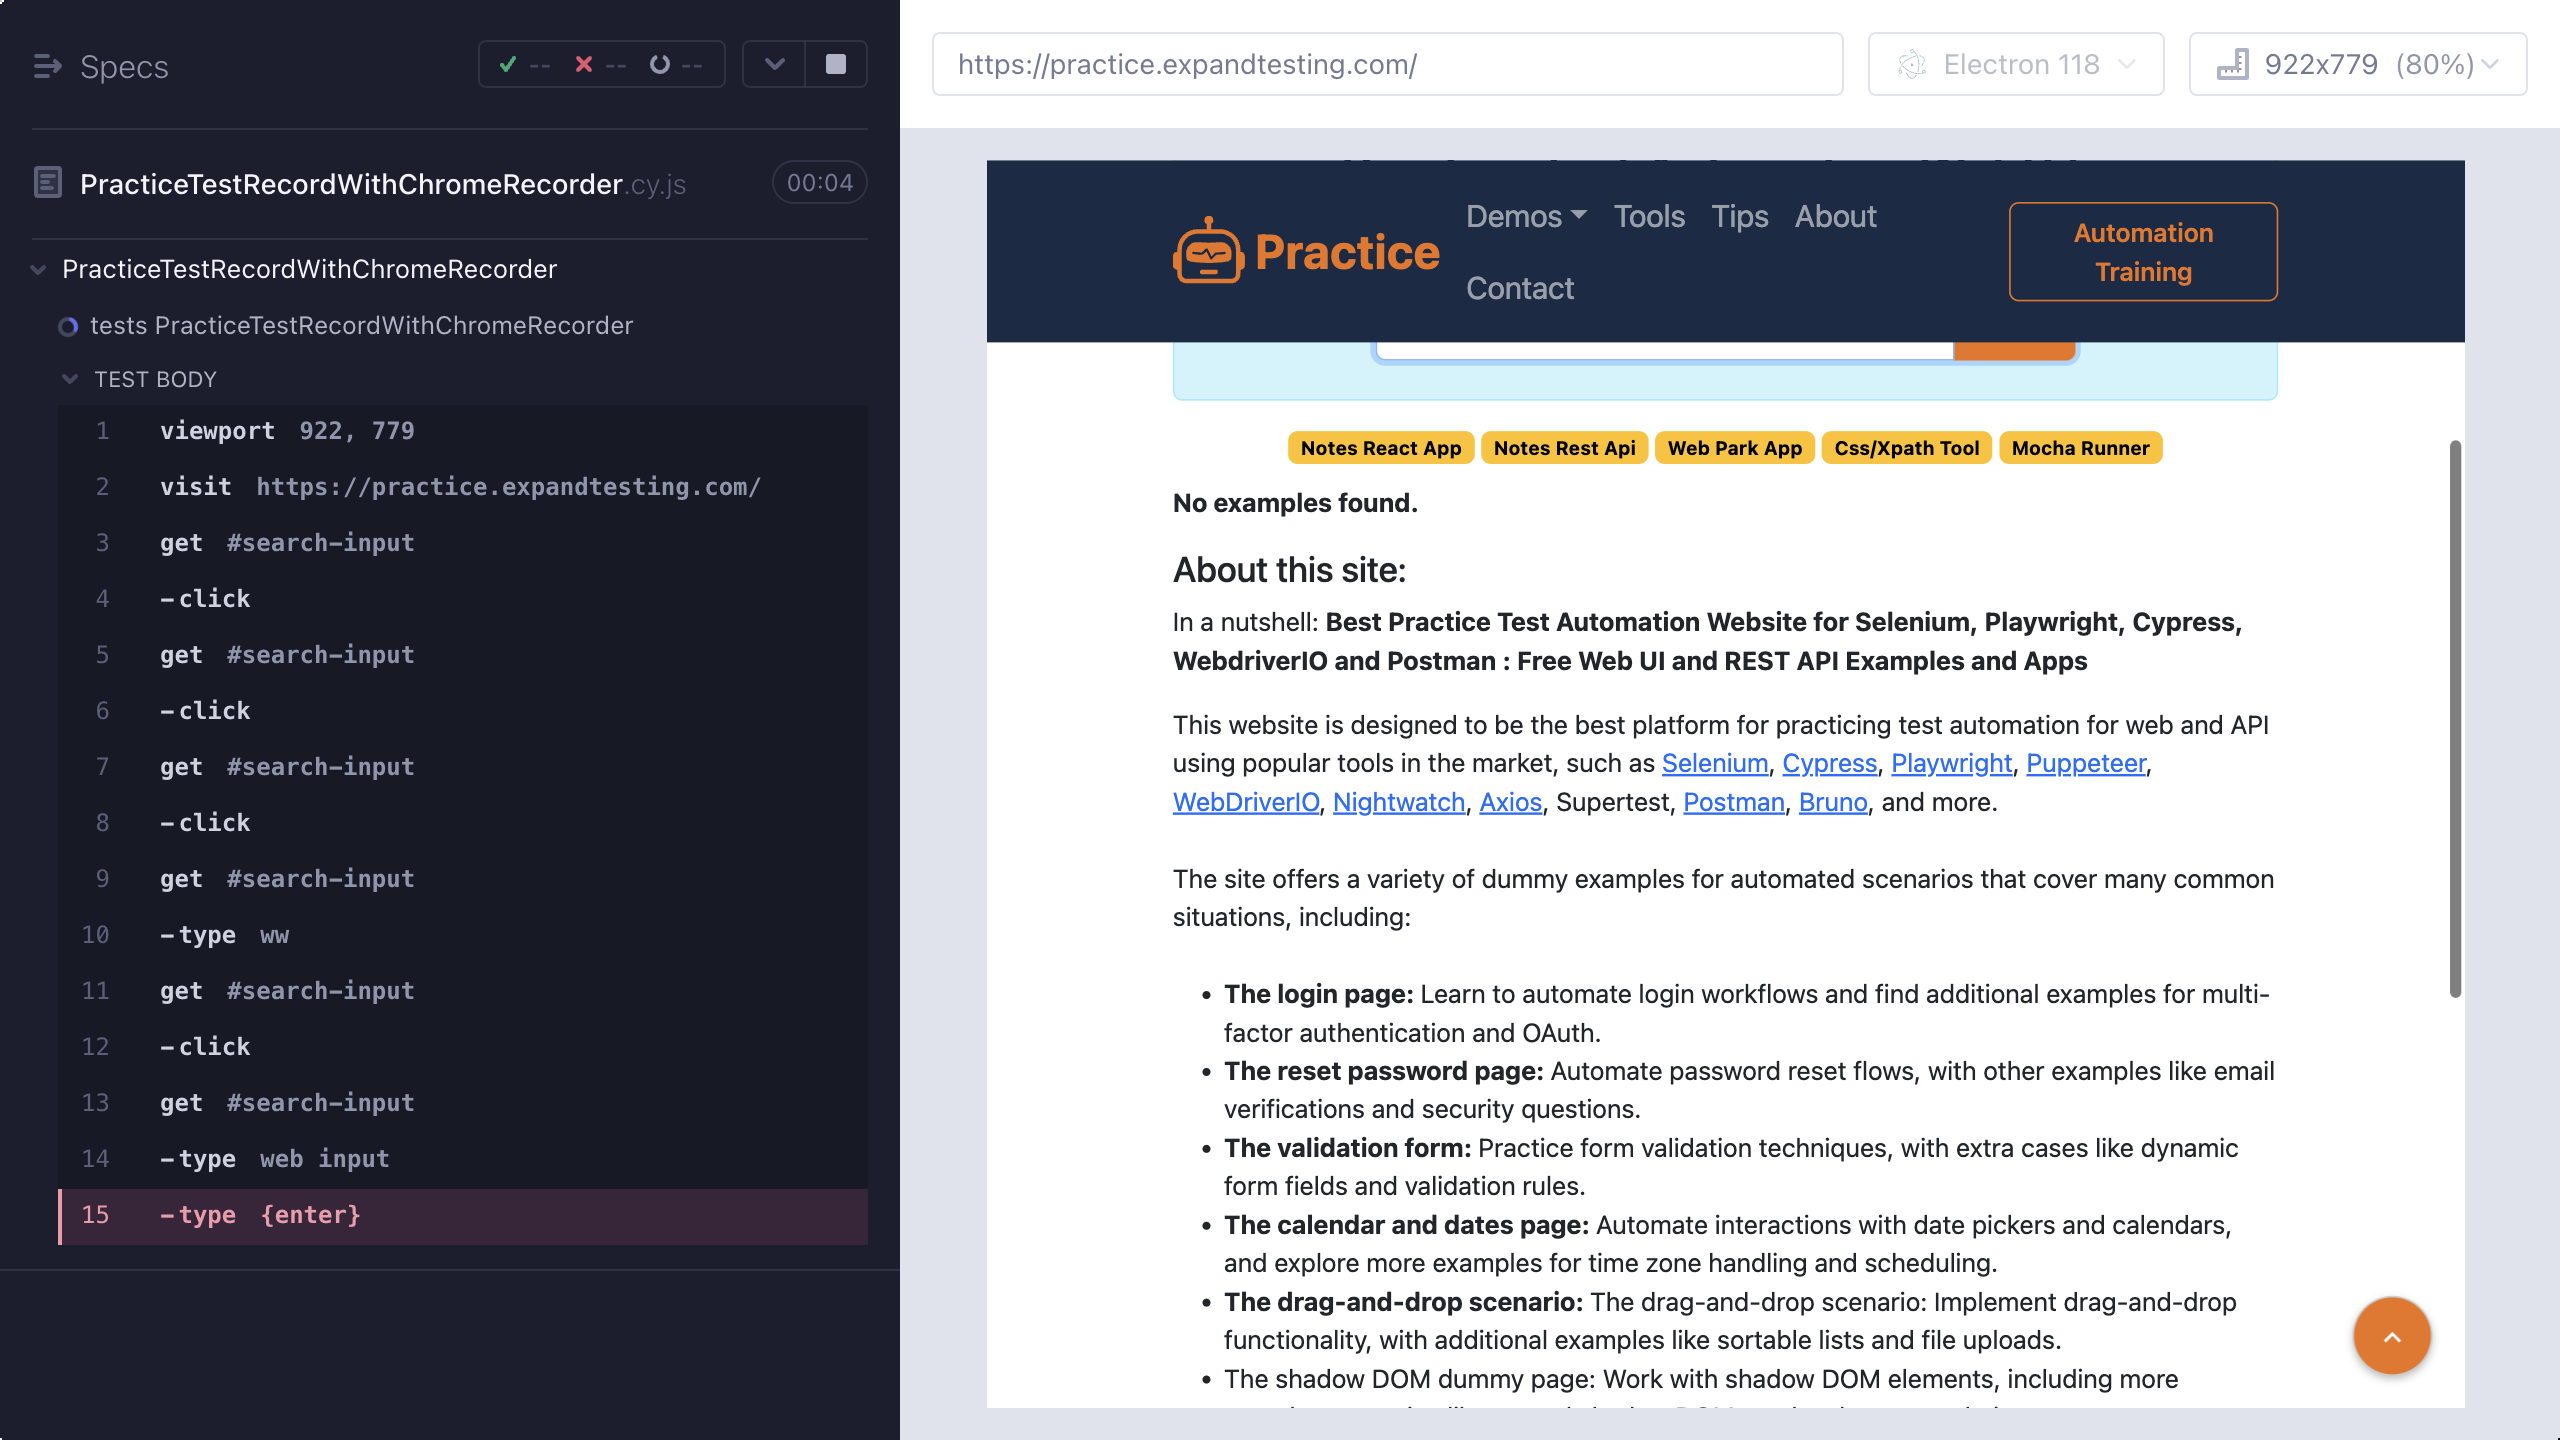 Specs
-- -- --
PracticeTestRecordWithChromeRecorder.cy.js
00:04
PracticeTestRecordWithChromeRecorder
tests PracticeTestRecordWithChromeRecorder
TEST BODY
1 viewport 922, 779
2 visit https://practice.expandtesting.com/
3 get #search-input
4 -click
5 get #search-input
6 -click
7 get #search-input
8 -click
9 get #search-input
10 -type ww
11 get #search-input
12 -click
13 get #search-input
14 -type web input
15 -type {enter}
https://practice.expandtesting.com/
Electron 118
922x779 (80%)
Practice
Demos Tools Tips About
Contact
Automation
Training
Notes React App Notes Rest Api Web Park App Css/Xpath Tool Mocha Runner
No examples found.
About this site:
In a nutshell: Best Practice Test Automation Website for Selenium, Playwright, Cypress,
WebdriverIO and Postman : Free Web UI and REST API Examples and Apps
This website is designed to be the best platform for practicing test automation for web and API
using popular tools in the market, such as Selenium, Cypress, Playwright, Puppeteer,
WebDriverIO, Nightwatch, Axios, Supertest, Postman, Bruno, and more.
The site offers a variety of dummy examples for automated scenarios that cover many common
situations, including:
• The login page: Learn to automate login workflows and find additional examples for multi-
factor authentication and OAuth.
• The reset password page: Automate password reset flows, with other examples like email
verifications and security questions.
• The validation form: Practice form validation techniques, with extra cases like dynamic
form fields and validation rules.
• The calendar and dates page: Automate interactions with date pickers and calendars,
and explore more examples for time zone handling and scheduling.
• The drag-and-drop scenario: The drag-and-drop scenario: Implement drag-and-drop
functionality, with additional examples like sortable lists and file uploads.
• The shadow DOM dummy page: Work with shadow DOM elements, including more